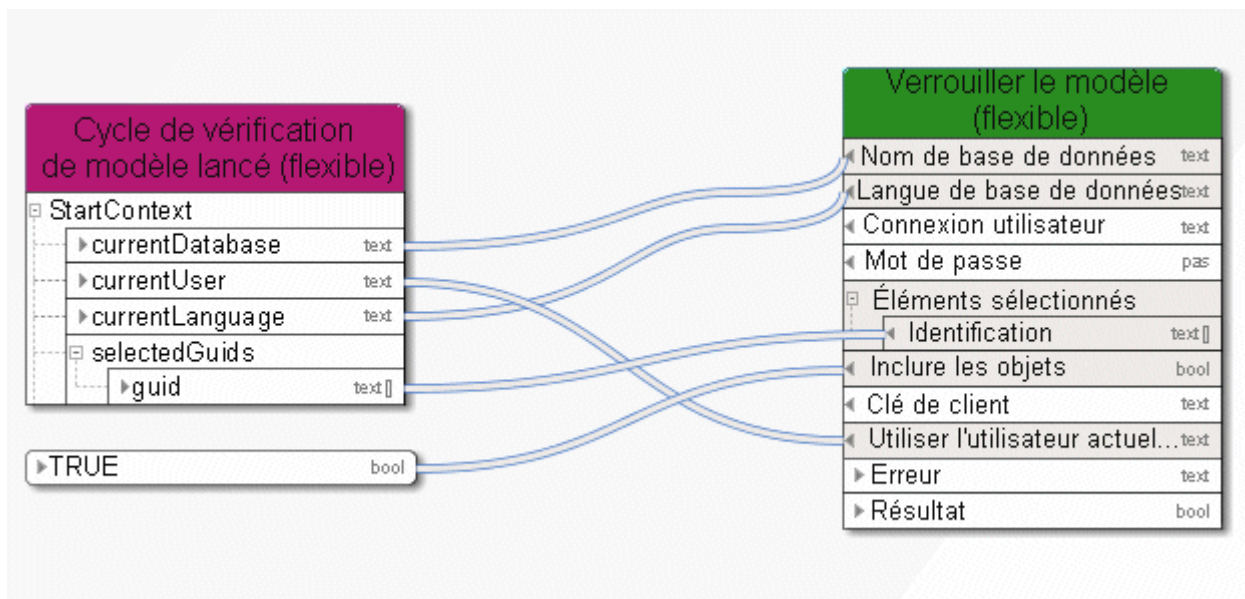 Cycle de vérification
de modèle lancé (flexible)
StartContext
currentDatabase text
currentUser text
currentLanguage text
selectedGuids
guid text[]
TRUE bool
Verrouiller le modèle
(flexible)
Nom de base de données text
Langue de base de données text
Connexion utilisateur text
Mot de passe pas
Éléments sélectionnés
Identification text[]
Inclure les objets bool
Clé de client text
Utiliser l'utilisateur actuel... text
Erreur text
Résultat bool